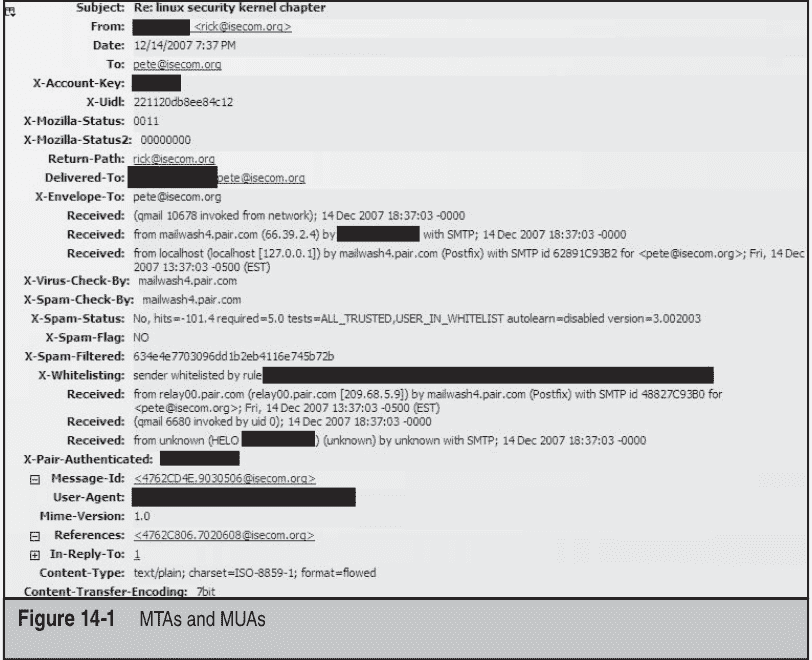 Subject: Re: linux security kernel chapter
From: <rick@isecom.org>
Date: 12/14/2007 7:37 PM
To: pete@isecom.org
X-Account-Key:
X-Uidl: 221120db8ee84c12
X-Mozilla-Status: 0011
X-Mozilla-Status2: 00000000
Return-Path: rick@isecom.org
Delivered-To: pete@isecom.org
X-Envelope-To: pete@isecom.org
Received: (qmail 10678 invoked from network); 14 Dec 2007 18:37:03 -0000
Received: from mailwash4.pair.com (66.39.2.4) by with SMTP; 14 Dec 2007 18:37:03 -0000
Received: from localhost (localhost [127.0.0.1]) by mailwash4.pair.com (Postfix) with SMTP id 62891C93B2 for <pete@isecom.org>; Fri, 14 Dec
2007 13:37:03 -0500 (EST)
X-Virus-Check-By: mailwash4.pair.com
X-Spam-Check-By: mailwash4.pair.com
X-Spam-Status: No, hits=-101.4 required=5.0 tests=ALL_TRUSTED,USER_IN_WHITELIST autolearn=disabled version=3.002003
X-Spam-Flag: NO
X-Spam-Filtered: 634e4e7703096dd1b2eb4116e745b72b
X-Whitelisting: sender whitelisted by rule
Received: from relay00.pair.com (relay00.pair.com [209.68.5.9]) by mailwash4.pair.com (Postfix) with SMTP id 48827C93B0 for
<pete@isecom.org>; Fri, 14 Dec 2007 13:37:03 -0500 (EST)
Received: (qmail 6680 invoked by uid 0); 14 Dec 2007 18:37:03 -0000
Received: from unknown (HELO ) (unknown) by unknown with SMTP; 14 Dec 2007 18:37:03 -0000
X-Pair-Authenticated:
Message-Id: <4762CD4E.9030506@isecom.org>
User-Agent:
Mime-Version: 1.0
References: <4762C806.7020608@isecom.org>
In-Reply-To: 1
Content-Type: text/plain; charset=ISO-8859-1; format=flowed
Content-Transfer-Encoding: 7bit
Figure 14-1 MTAs and MUAs